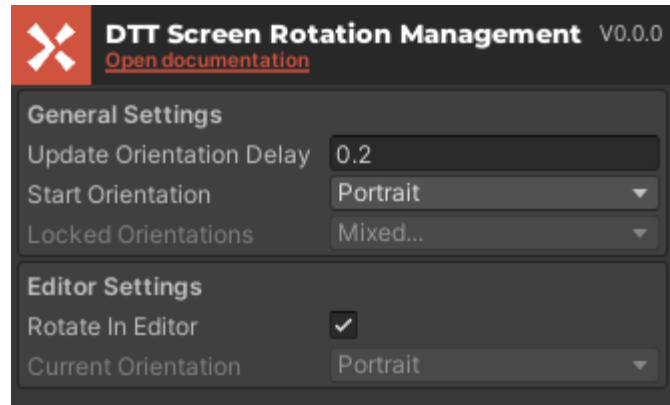 DTT Screen Rotation Management V0.0.0
Open documentation
General Settings
Update Orientation Delay 0.2
Start Orientation Portrait
Locked Orientations Mixed...
Editor Settings
Rotate In Editor
Current Orientation Portrait